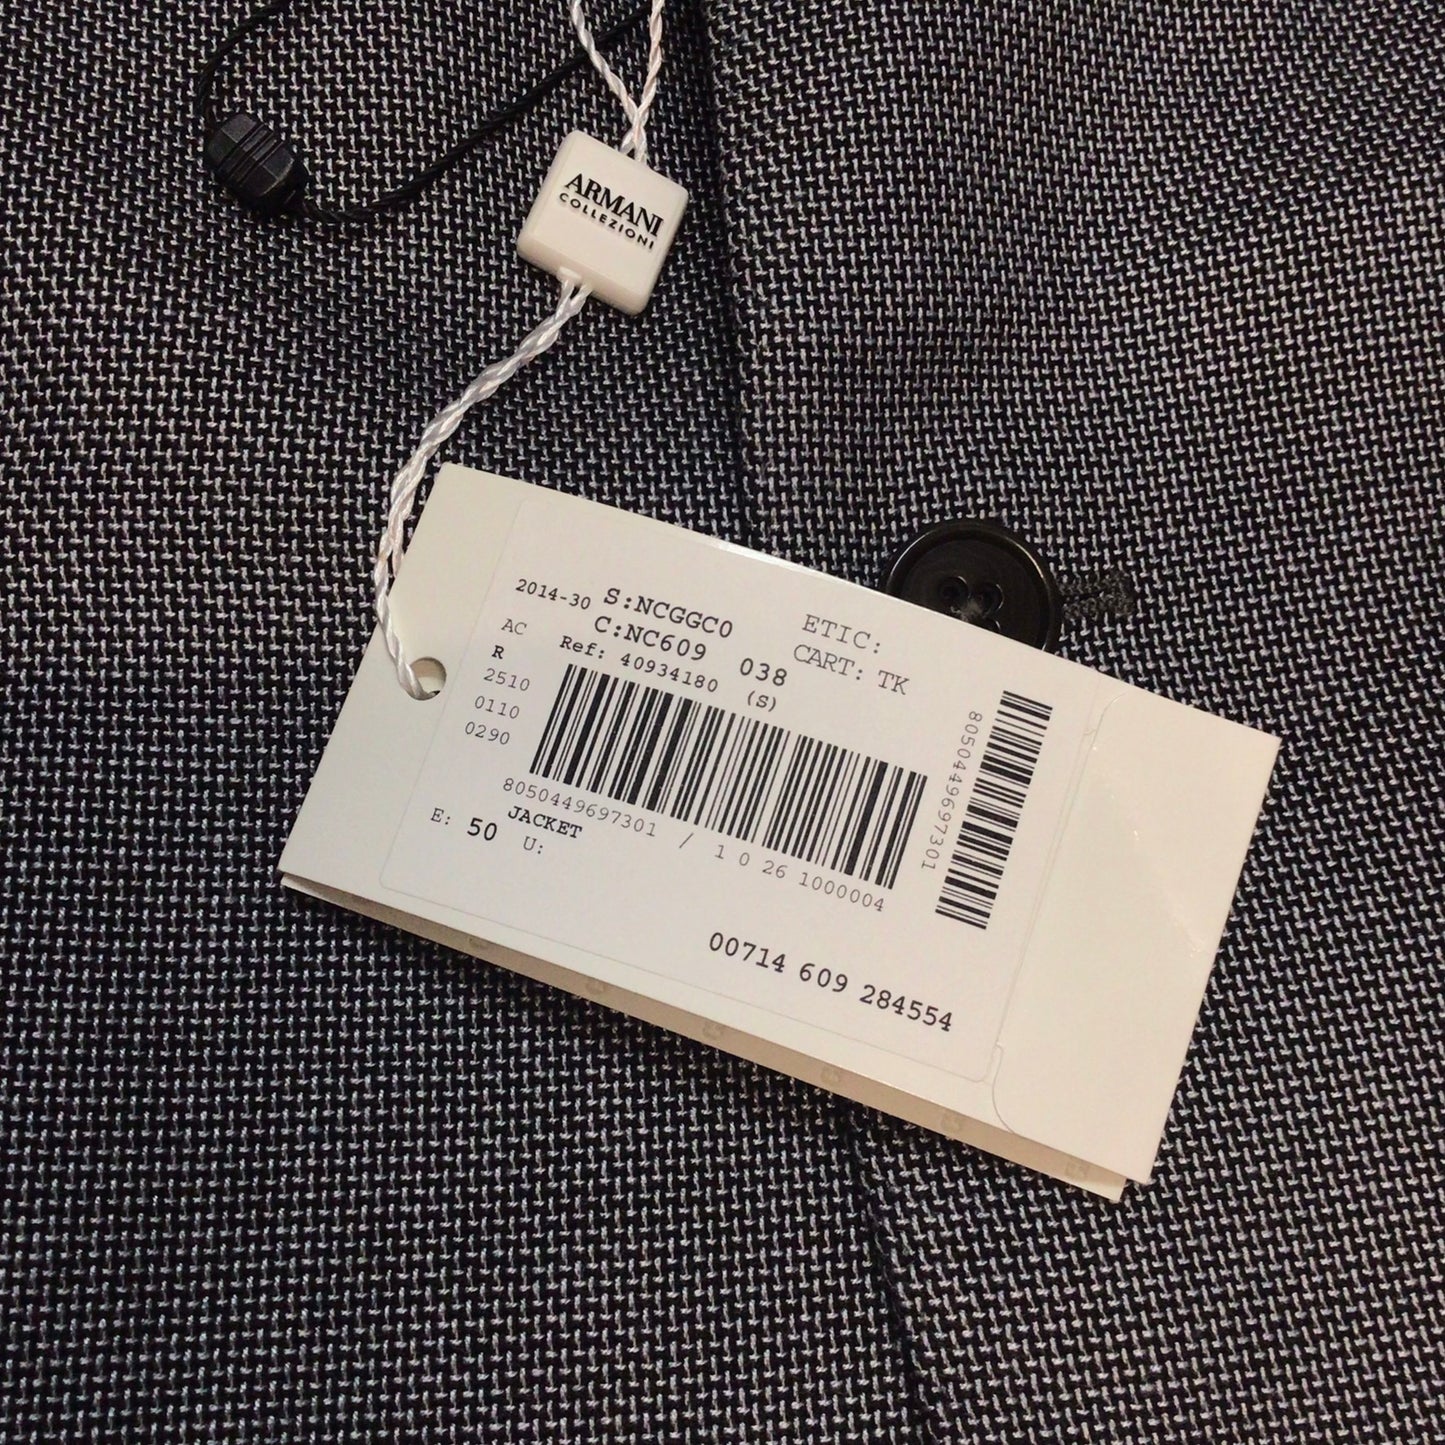 ARMANI
COLLEZIONI
2014-30 S:NCGGC0 ETIC:
AC C:NC609 038 CART: TK
R Ref: 40934180 (S)
2510
0110
0290
8050449697301 / 1 0 26 1000004
E: 50 JACKET
U:
8050449697301
00714 609 284554